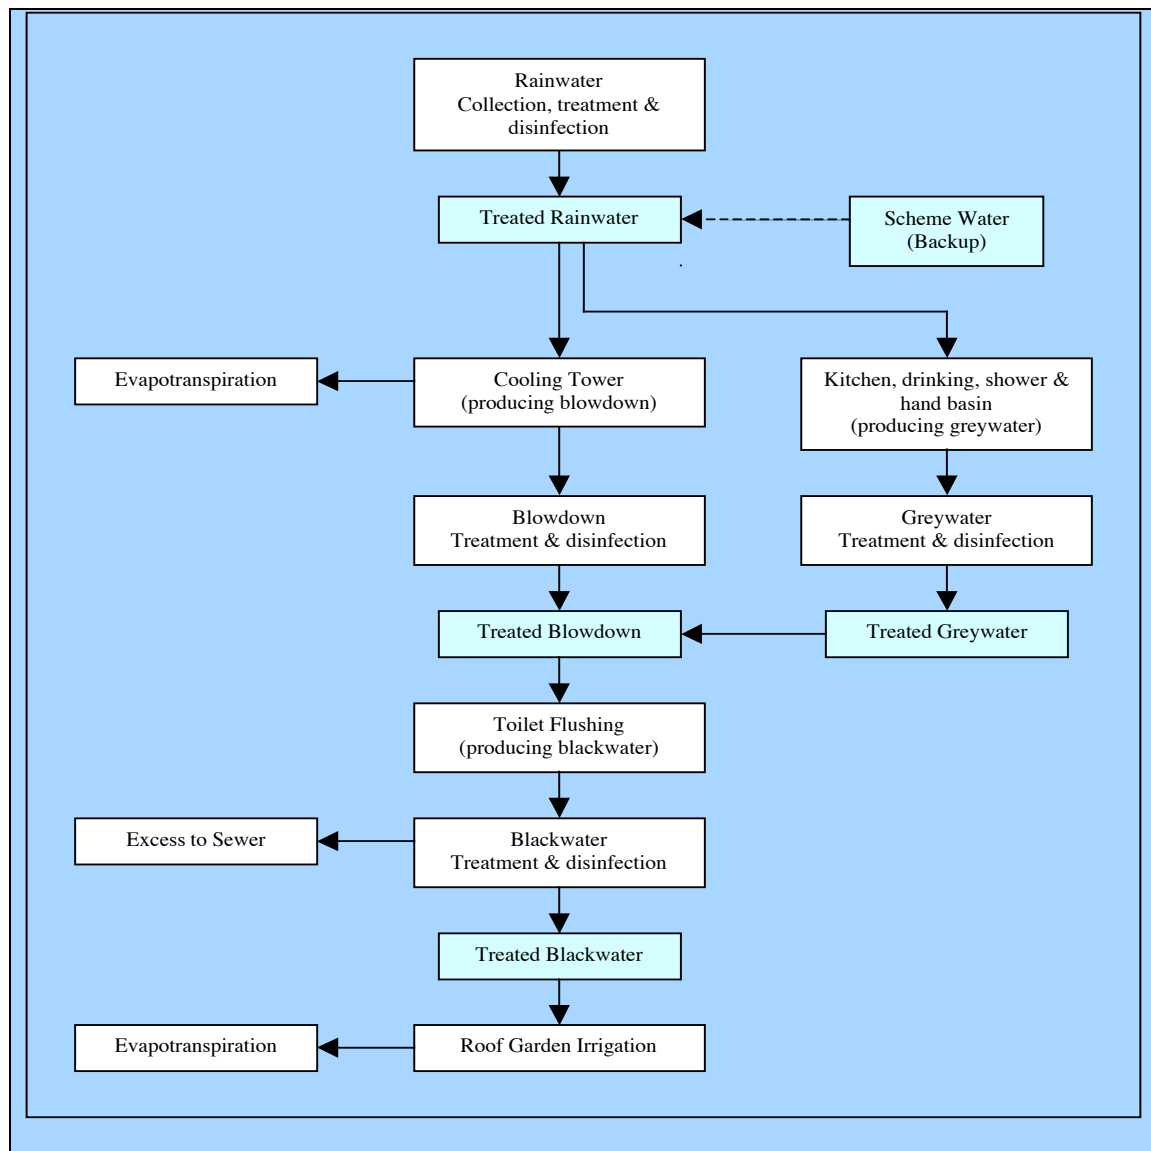 Rainwater
Collection, treatment &
disinfection
Treated Rainwater
Scheme Water
(Backup)
Evapotranspiration
Cooling Tower
(producing blowdown)
Kitchen, drinking, shower &
hand basin
(producing greywater)
Blowdown
Treatment & disinfection
Greywater
Treatment & disinfection
Treated Blowdown
Treated Greywater
Toilet Flushing
(producing blackwater)
Excess to Sewer
Blackwater
Treatment & disinfection
Treated Blackwater
Evapotranspiration
Roof Garden Irrigation